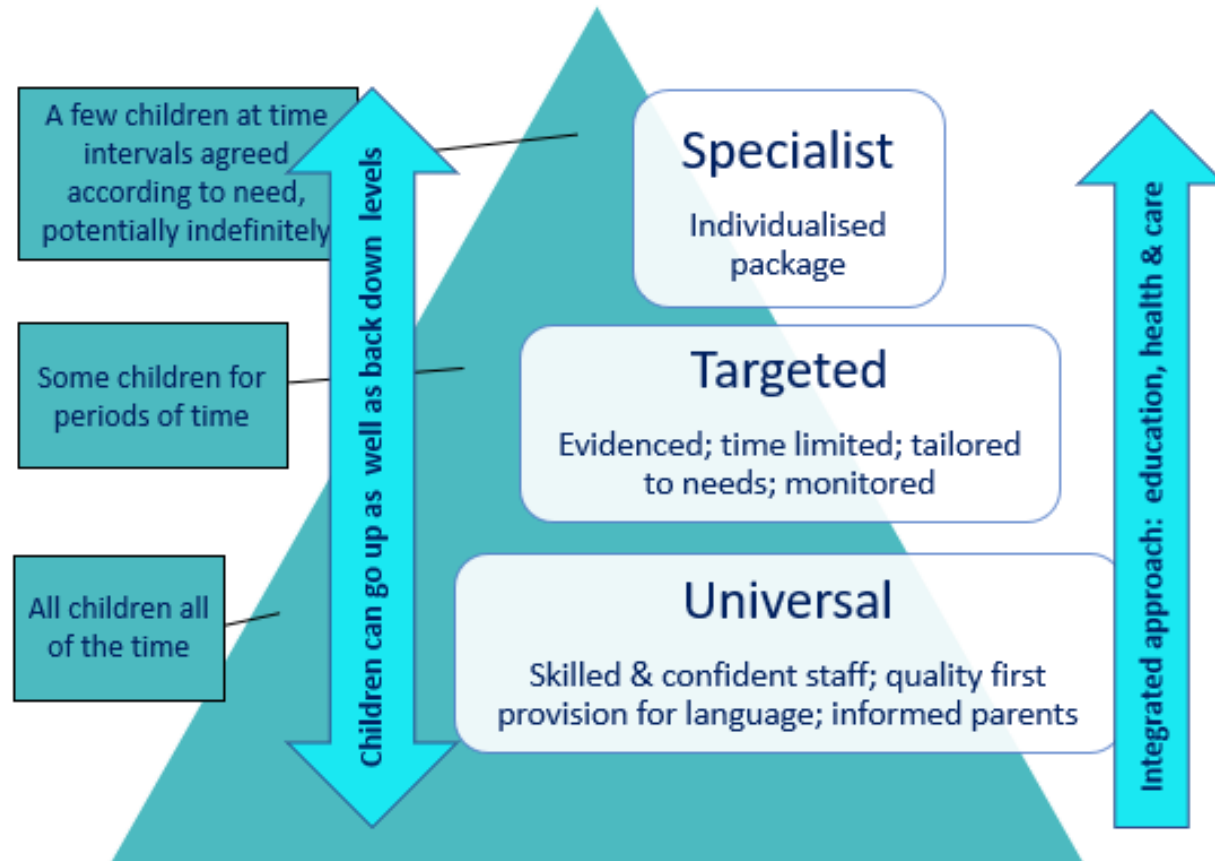 A few children at time
intervals agreed
according to need,
potentially indefinitely
Some children for
periods of time
All children all
of the time
Children can go up as well as back down levels
Specialist
Individualised
package
Targeted
Evidenced; time limited; tailored
to needs; monitored
Universal
Skilled & confident staff; quality first
provision for language; informed parents
Integrated approach: education, health & care